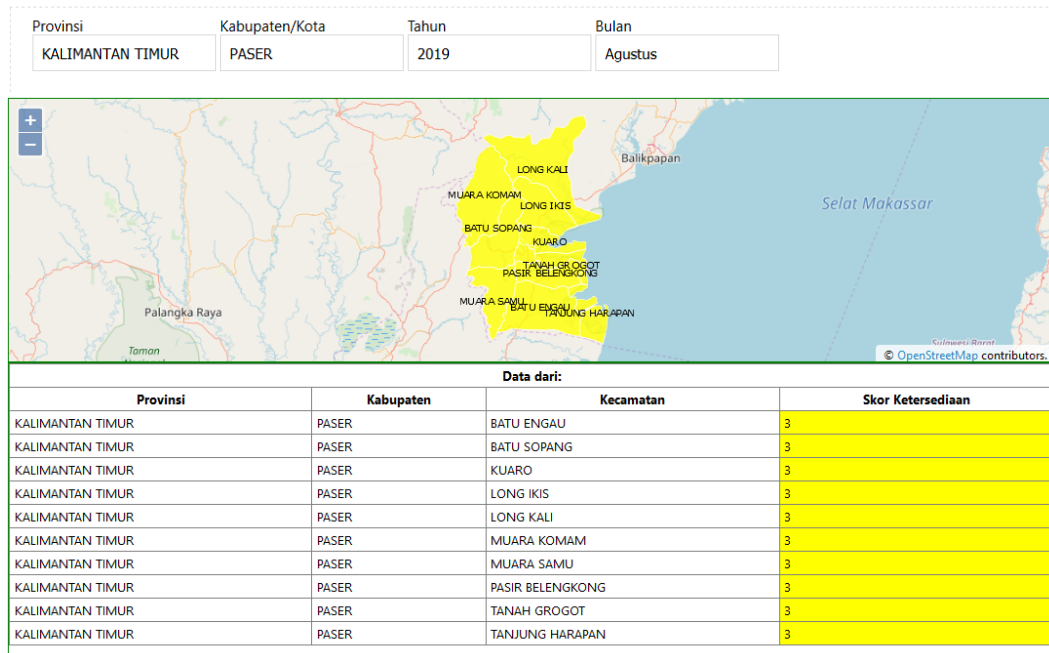 Provinsi Kabupaten/Kota Tahun Bulan
KALIMANTAN TIMUR PASER 2019 Agustus
+
−
Balikpapan
LONG KALI
MUARA KOMAM
LONG IKIS
Selat Makassar
BATU SOPANG
KUARO
TANAH GROGOT
PASIR BELENGKONG
MUARA SAMU
BATU ENGAU
TANJUNG HARAPAN
Palangka Raya
Taman
Sulawesi Barat
© OpenStreetMap contributors.
Data dari:
Provinsi Kabupaten Kecamatan Skor Ketersediaan
KALIMANTAN TIMUR PASER BATU ENGAU 3
KALIMANTAN TIMUR PASER BATU SOPANG 3
KALIMANTAN TIMUR PASER KUARO 3
KALIMANTAN TIMUR PASER LONG IKIS 3
KALIMANTAN TIMUR PASER LONG KALI 3
KALIMANTAN TIMUR PASER MUARA KOMAM 3
KALIMANTAN TIMUR PASER MUARA SAMU 3
KALIMANTAN TIMUR PASER PASIR BELENGKONG 3
KALIMANTAN TIMUR PASER TANAH GROGOT 3
KALIMANTAN TIMUR PASER TANJUNG HARAPAN 3